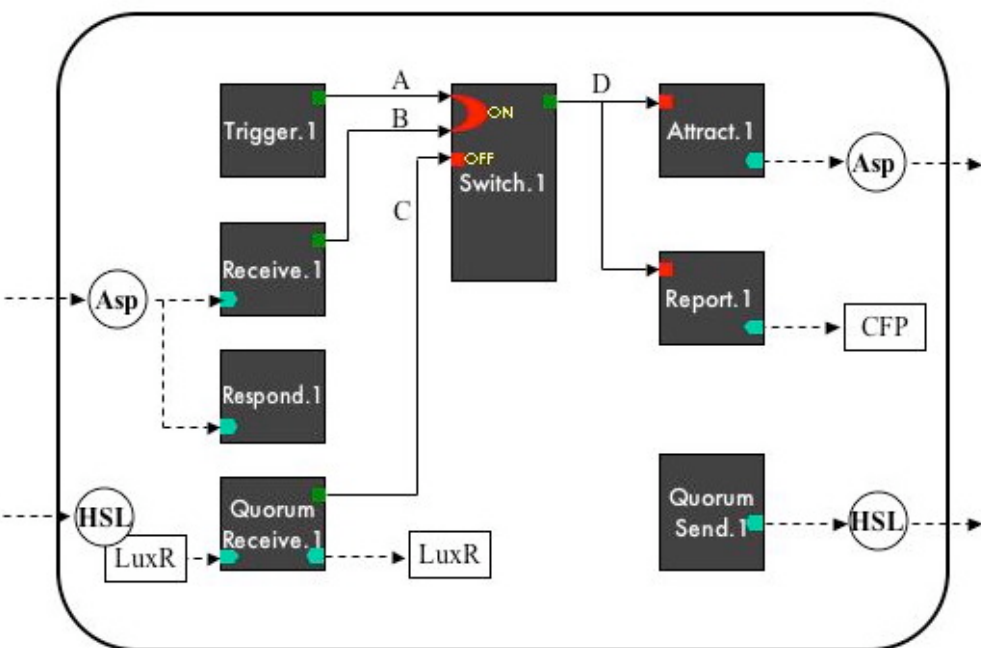 A
D
Trigger.1
B
ON
Attract.1
OFF
Switch.1
Asp
C
Receive.1
Asp
Report.1
CFP
Respond.1
Quorum
Receive.1
HSL
LuxR
LuxR
Quorum
Send.1
HSL